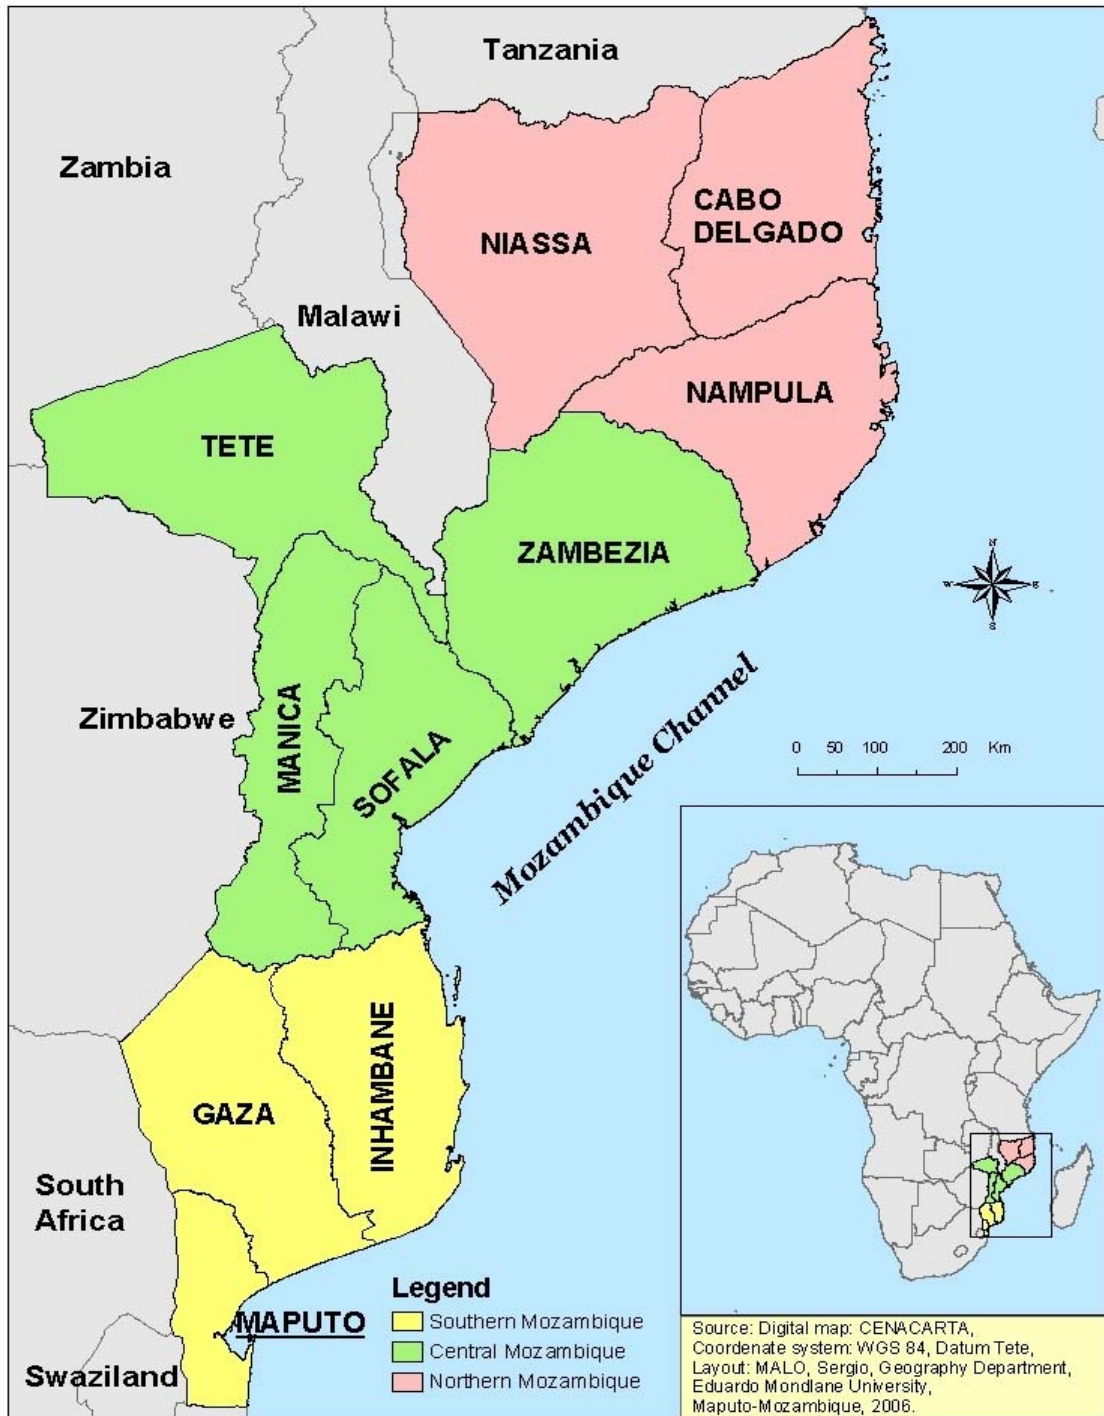 Tanzania
Zambia
CABO
DELGADO
NIASSA
Malawi
NAMPULA
TETE
ZAMBEZIA
N
W
E
S
MANICA
Zimbabwe
SOFALA
Mozambique Channel
0 50 100 200 Km
INHAMBANE
GAZA
South
Africa
MAPUTO
Swaziland
Legend
Southern Mozambique
Central Mozambique
Northern Mozambique
Source: Digital map: CENACARTA,
Coordenate system: WGS 84, Datum Tete,
Layout: MALO, Sergio, Geography Department,
Eduardo Mondlane University,
Maputo-Mozambique, 2006.